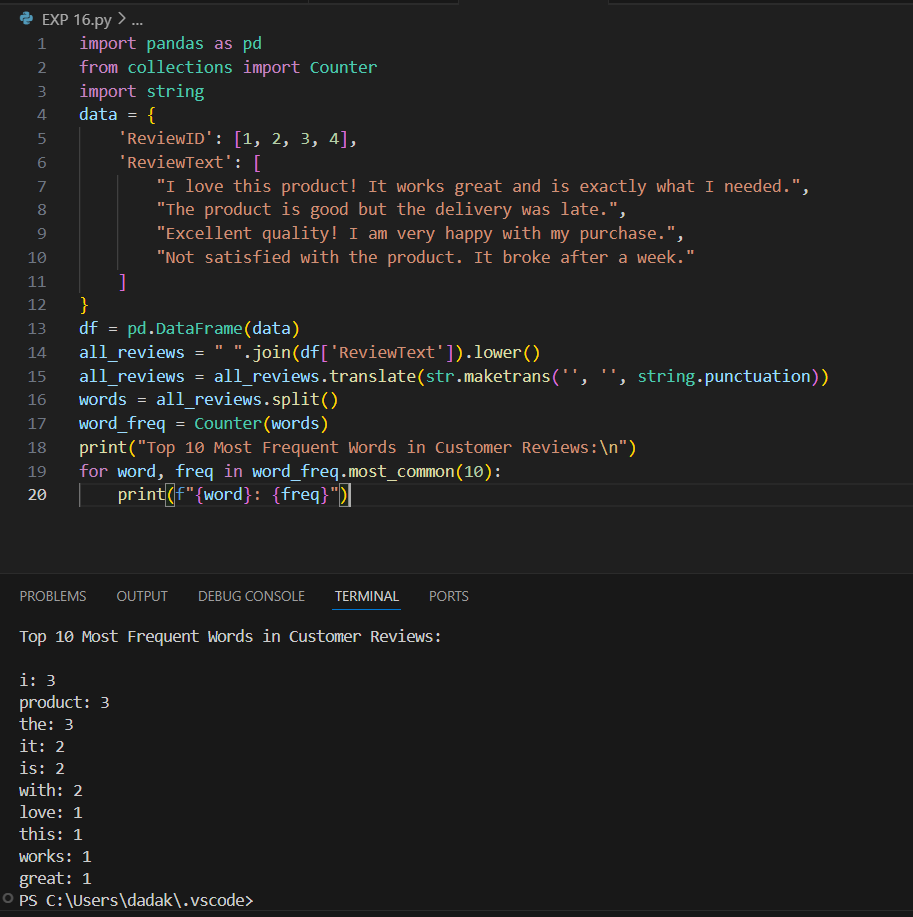 EXP 16.py > ...
1 import pandas as pd
2 from collections import Counter
3 import string
4 data = {
5     'ReviewID': [1, 2, 3, 4],
6     'ReviewText': [
7         "I love this product! It works great and is exactly what I needed.",
8         "The product is good but the delivery was late.",
9         "Excellent quality! I am very happy with my purchase.",
10         "Not satisfied with the product. It broke after a week."
11     ]
12 }
13 df = pd.DataFrame(data)
14 all_reviews = " ".join(df['ReviewText']).lower()
15 all_reviews = all_reviews.translate(str.maketrans('', '', string.punctuation))
16 words = all_reviews.split()
17 word_freq = Counter(words)
18 print("Top 10 Most Frequent Words in Customer Reviews:\n")
19 for word, freq in word_freq.most_common(10):
20     print(f"{word}: {freq}")
PROBLEMS OUTPUT DEBUG CONSOLE TERMINAL PORTS
Top 10 Most Frequent Words in Customer Reviews:
i: 3
product: 3
the: 3
it: 2
is: 2
with: 2
love: 1
this: 1
works: 1
great: 1
PS C:\Users\dadak\.vscode>